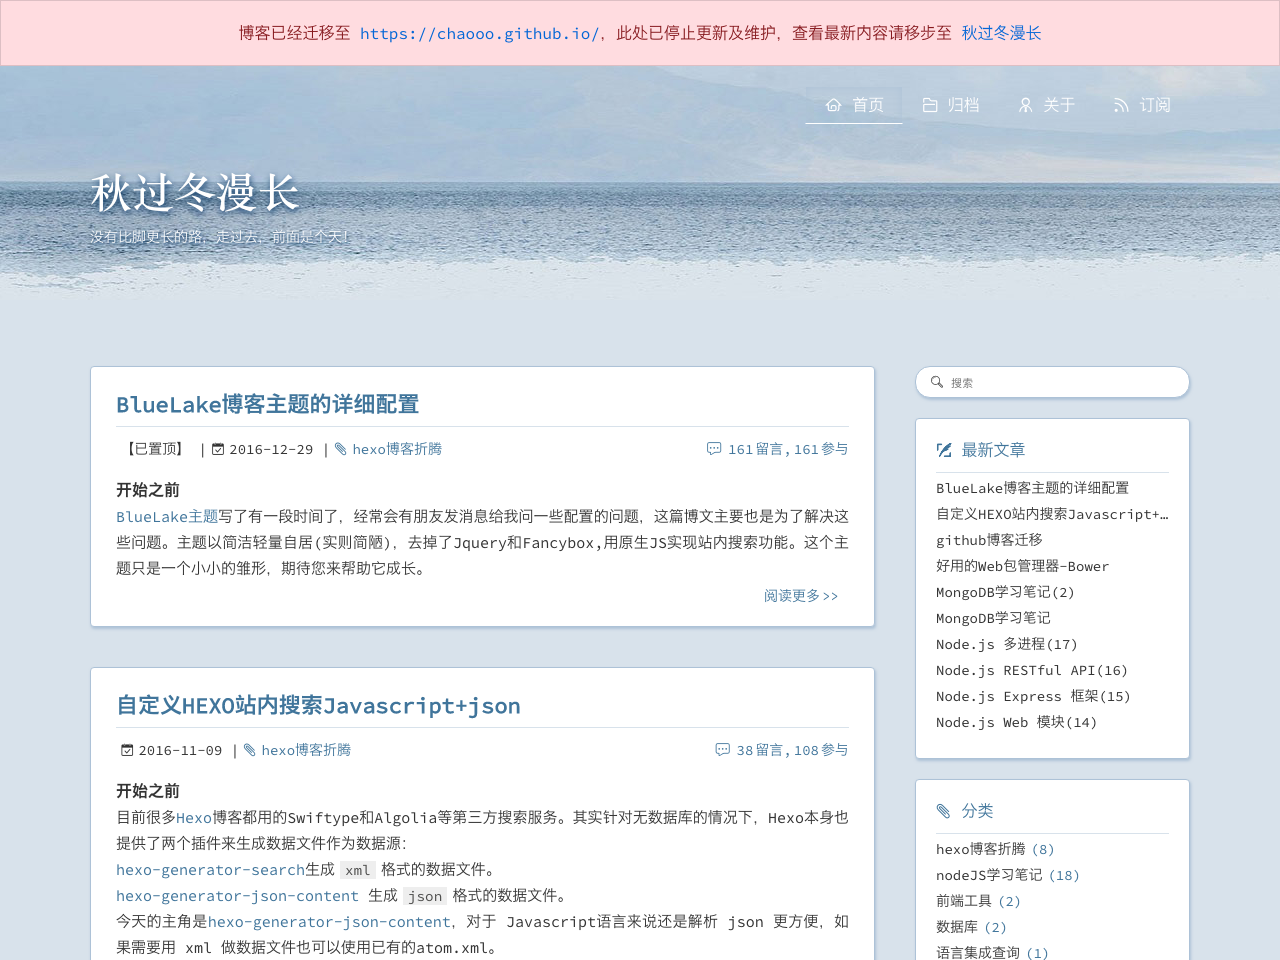 博客已经迁移至 https://chaooo.github.io/，此处已停止更新及维护，查看最新内容请移步至 秋过冬漫长
首页 归档 关于 订阅
秋过冬漫长
没有比脚更长的路，走过去，前面是个天！
BlueLake博客主题的详细配置
【已置顶】 | 2016-12-29 | hexo博客折腾 161留言，161参与
开始之前
BlueLake主题写了有一段时间了，经常会有朋友发消息给我问一些配置的问题，这篇博文主要也是为了解决这
些问题。主题以简洁轻量自居(实则简陋)，去掉了Jquery和Fancybox,用原生JS实现站内搜索功能。这个主
题只是一个小小的雏形，期待您来帮助它成长。
阅读更多>>
自定义HEXO站内搜索Javascript+json
2016-11-09 | hexo博客折腾 38留言，108参与
开始之前
目前很多Hexo博客都用的Swiftype和Algolia等第三方搜索服务。其实针对无数据库的情况下，Hexo本身也
提供了两个插件来生成数据文件作为数据源：
hexo-generator-search生成 xml 格式的数据文件。
hexo-generator-json-content 生成 json 格式的数据文件。
今天的主角是hexo-generator-json-content，对于 Javascript语言来说还是解析 json 更方便，如
果需要用 xml 做数据文件也可以使用已有的atom.xml。
搜索
最新文章
BlueLake博客主题的详细配置
自定义HEXO站内搜索Javascript+…
github博客迁移
好用的Web包管理器-Bower
MongoDB学习笔记(2)
MongoDB学习笔记
Node.js 多进程(17)
Node.js RESTful API(16)
Node.js Express 框架(15)
Node.js Web 模块(14)
分类
hexo博客折腾 (8)
nodeJS学习笔记 (18)
前端工具 (2)
数据库 (2)
语言集成查询 (1)